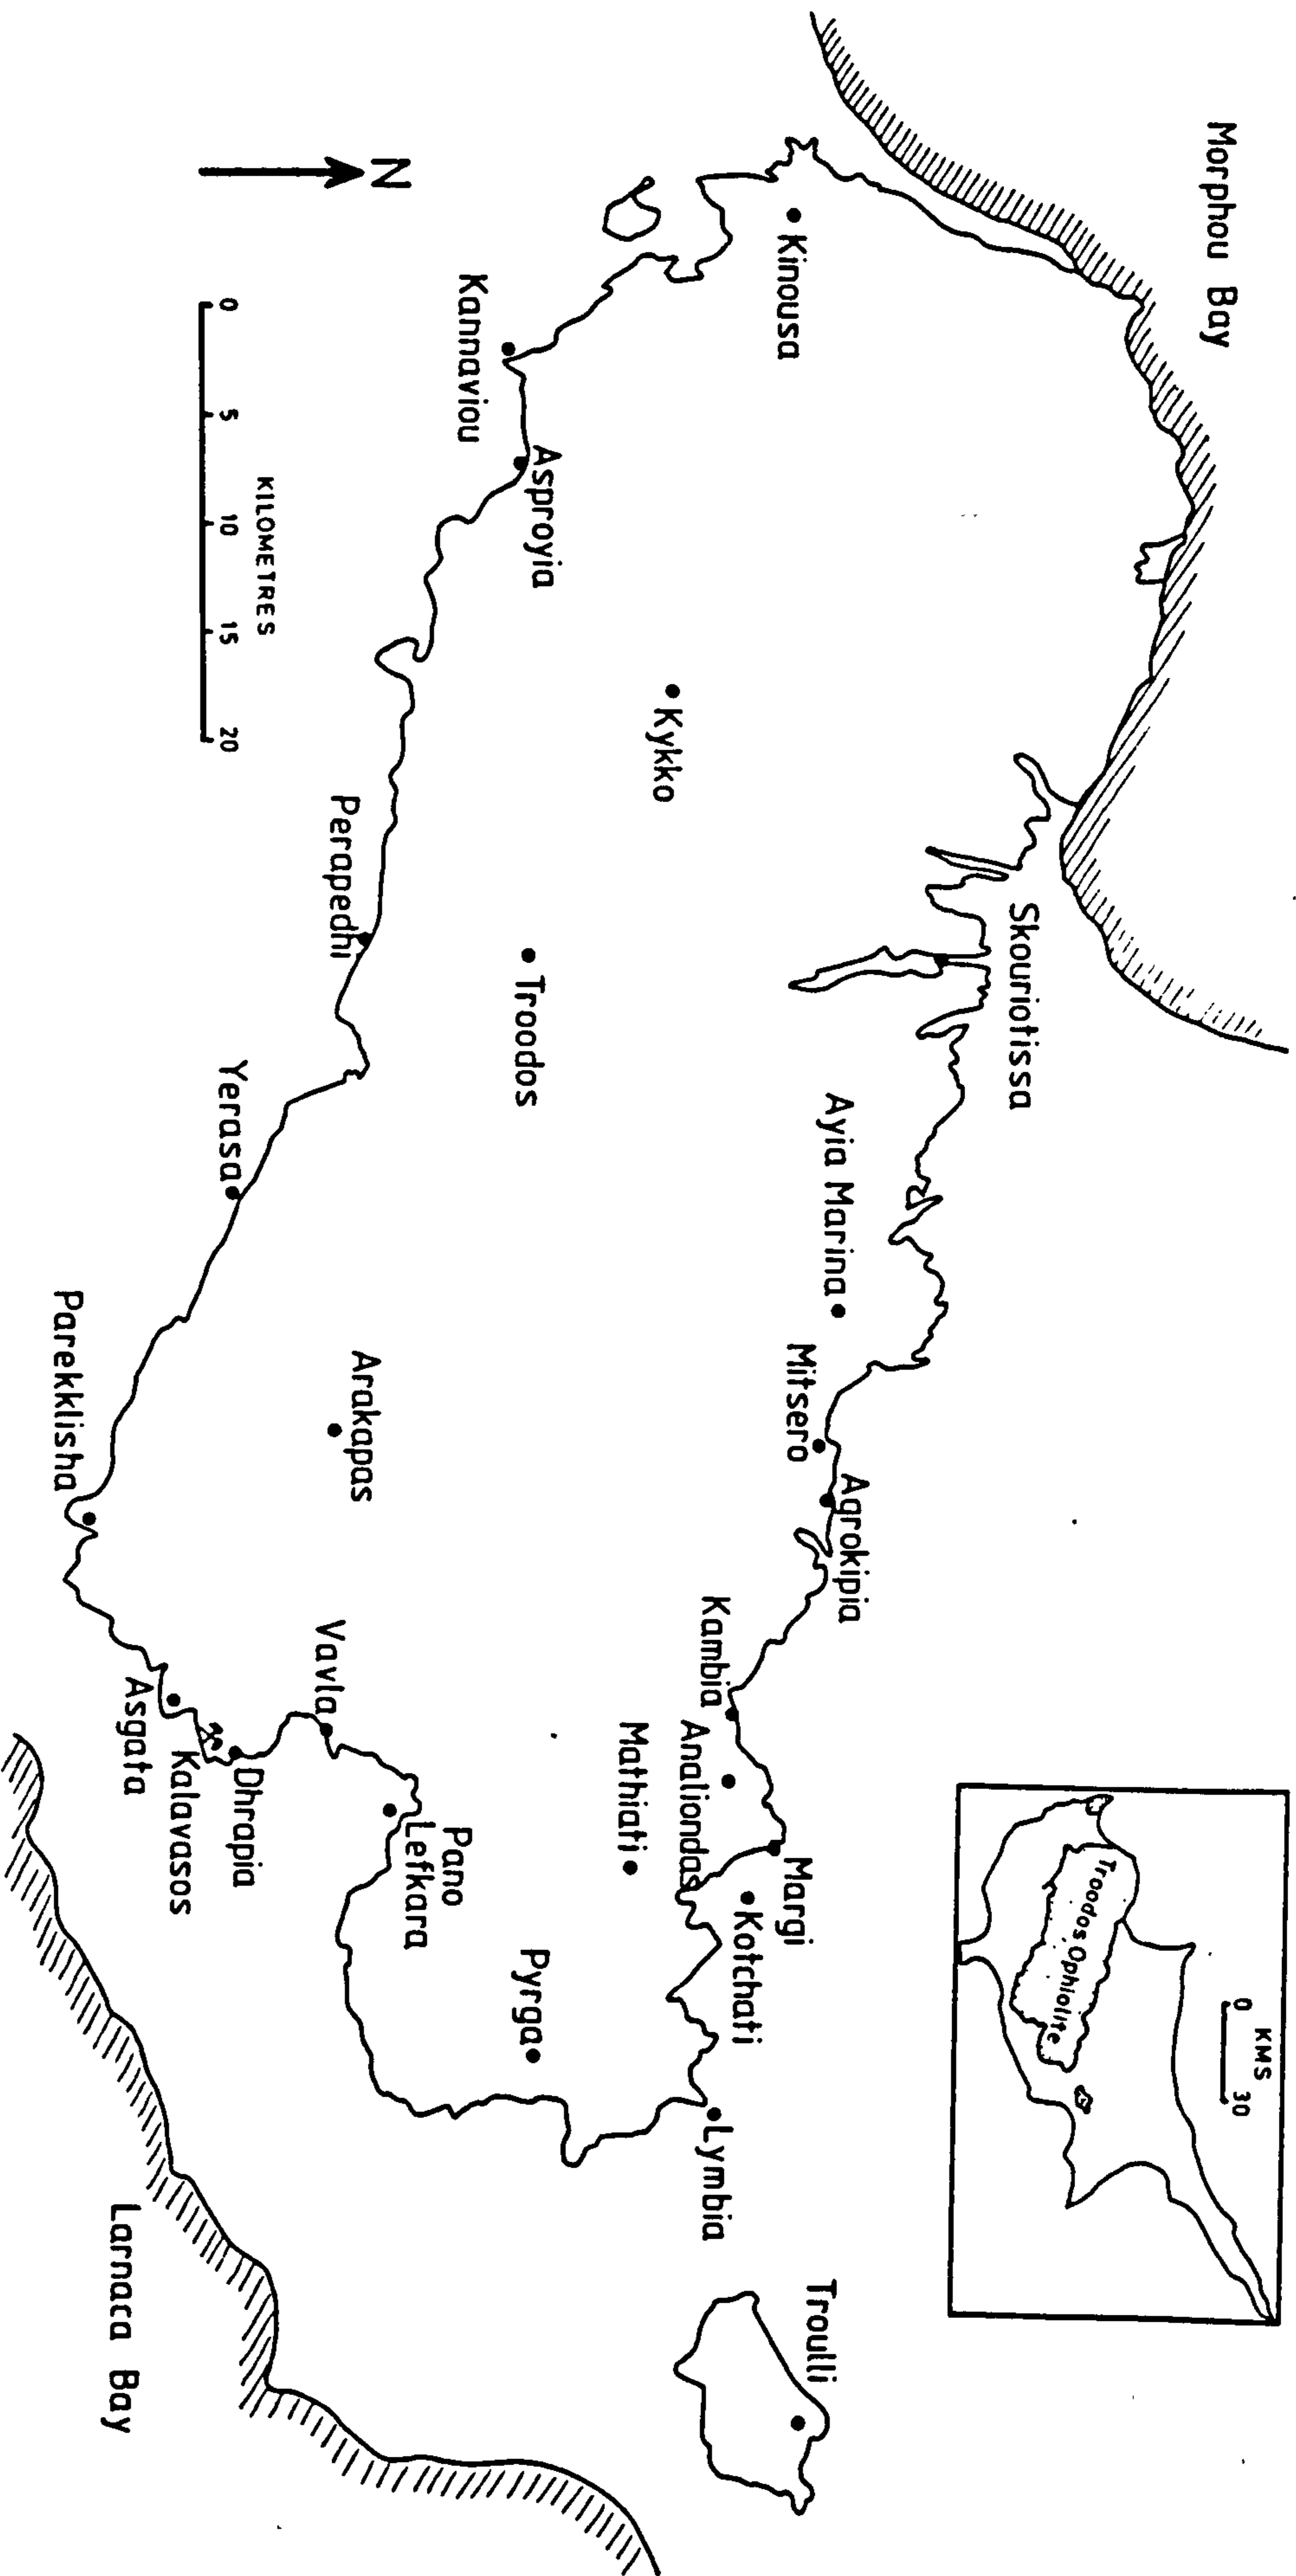 Morphou Bay
N
Kinousa
Kannaviou
Asproyia
0 5 10 15 20
KILOMETRES
Kykko
Perapedhi
Troodos
Skouriotissa
Yerasa
Ayia Marina
Mitsero
Agrokipia
Parekklisha
Arakapas
Kambia
Analiondas
Mathiati
Margi
Kotchati
Vavla
Asgata
Kalavasos
Dhrapia
Pano
Lefkara
Pyrga
Lymbia
Troulli
Larnaca Bay
KMS
0 30
Troodos Ophiolite